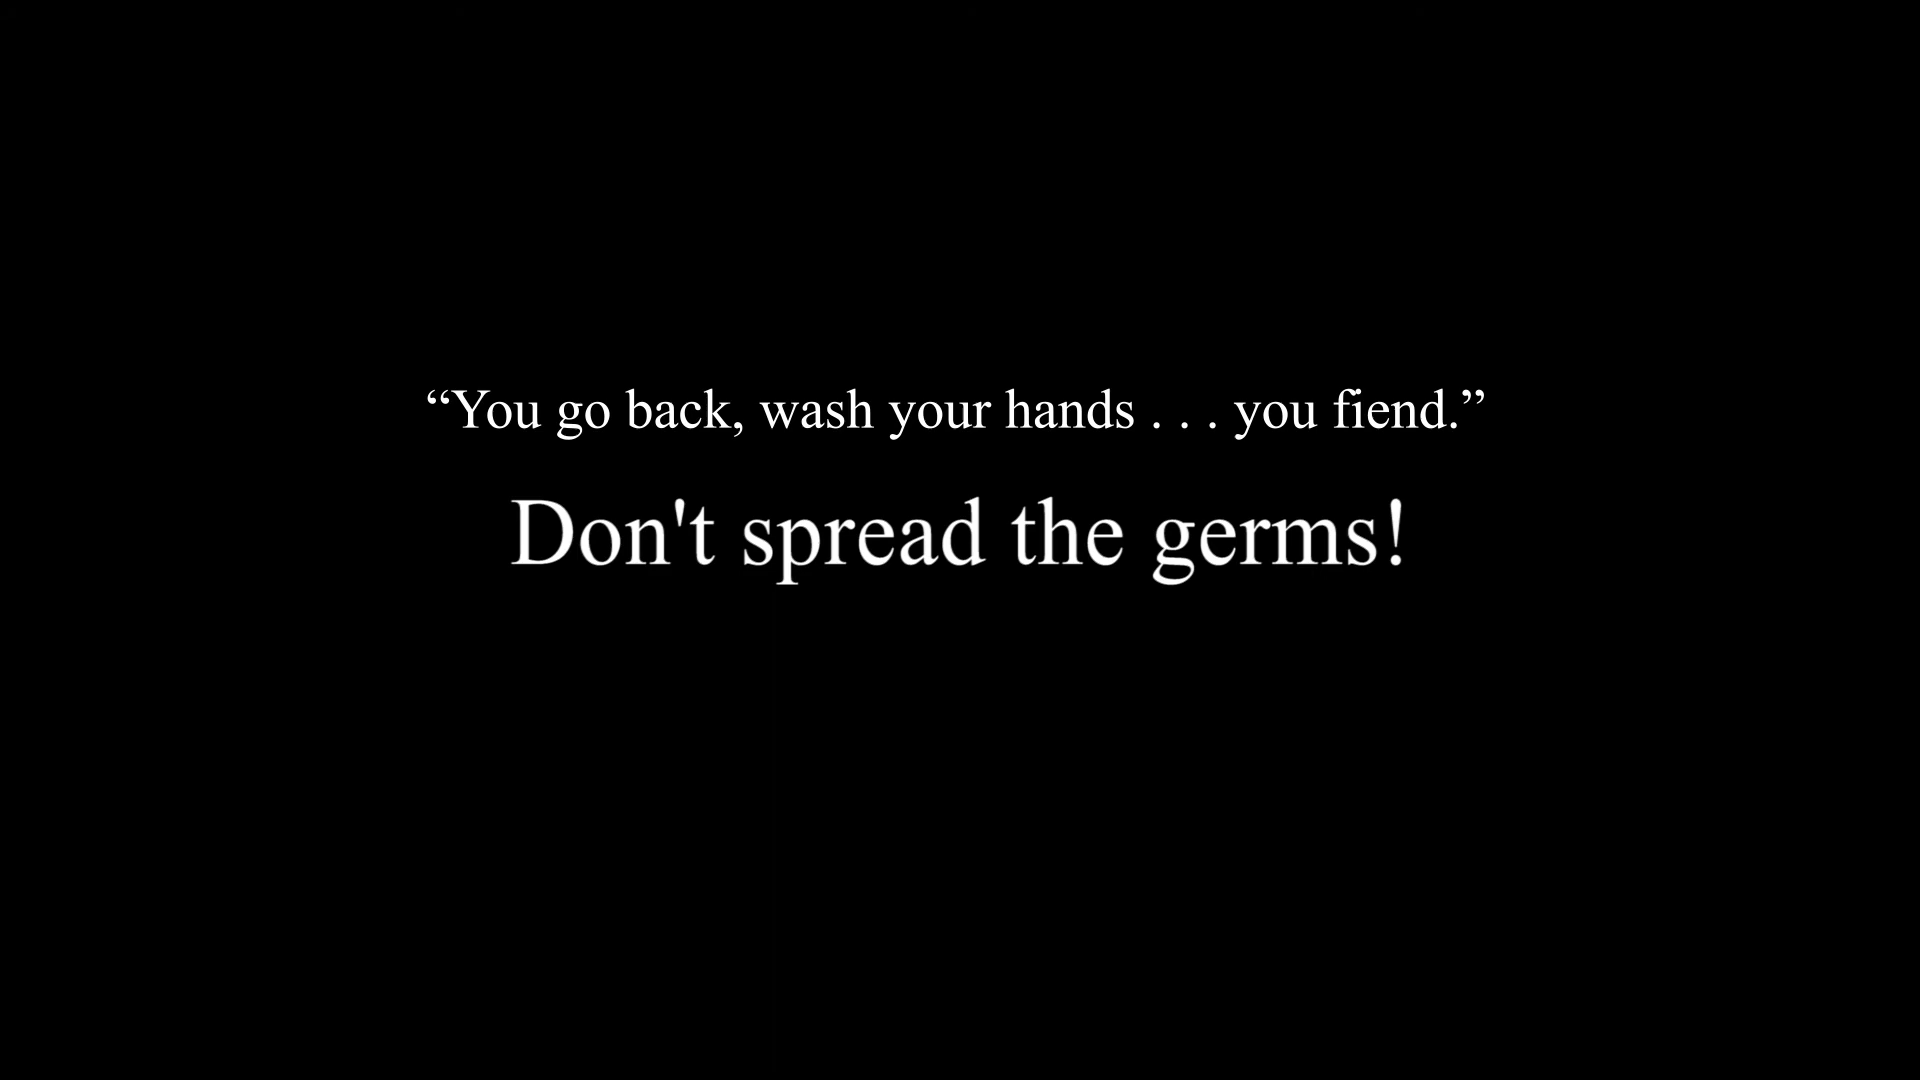 “You go back, wash your hands . . . you fiend.”
Don't spread the germs!